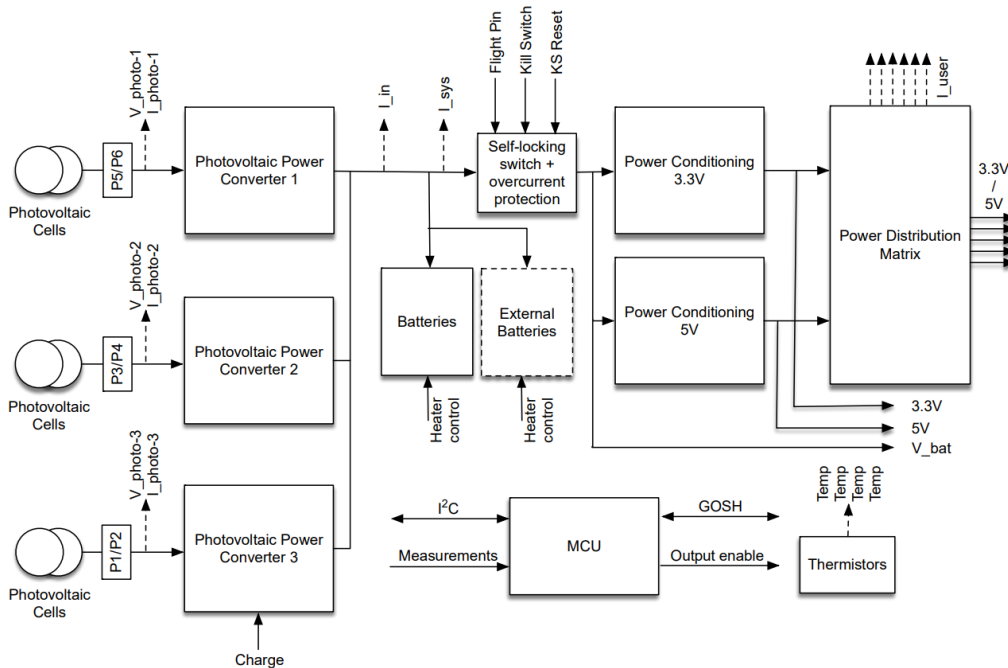 Flight Pin
Kill Switch
KS Reset
V_photo-1
I_photo-1
I_in
I_sys
I_user
P5/P6
Photovoltaic Power
Converter 1
Self-locking
switch +
overcurrent
protection
Power Conditioning
3.3V
Power Distribution
Matrix
3.3V
/
5V
Photovoltaic
Cells
V_photo-2
I_photo-2
P3/P4
Photovoltaic Power
Converter 2
Batteries
External
Batteries
Power Conditioning
5V
Photovoltaic
Cells
Heater
control
Heater
control
3.3V
5V
V_bat
V_photo-3
I_photo-3
P1/P2
Photovoltaic Power
Converter 3
I²C
Measurements
MCU
GOSH
Output enable
Temp
Temp
Temp
Temp
Thermistors
Photovoltaic
Cells
Charge